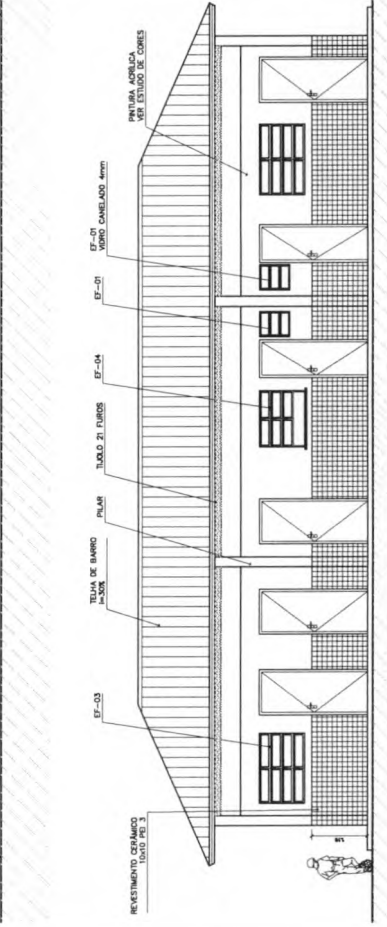 REVESTIMENTO CERÂMICO
10x10 PEI 3
EF-03
TELHA DE BARRO
i=30%
PILAR
TIJOLO 21 FUROS
EF-04
EF-01
EF-01
VIDRO CANELADO 4mm
PINTURA ACRÍLICA
VER ESTUDO DE CORES